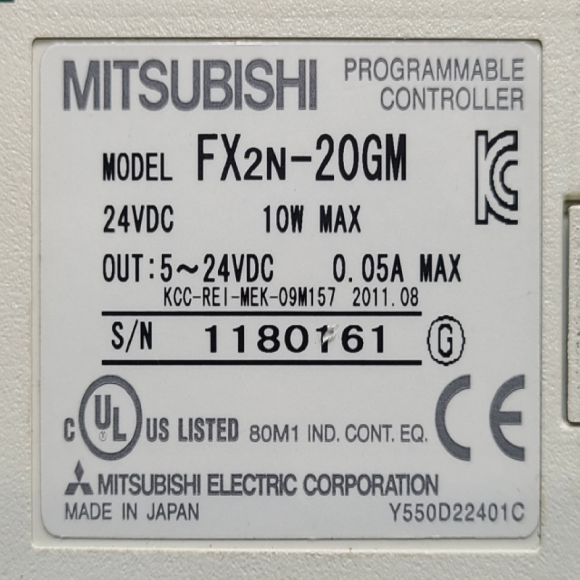 MITSUBISHI PROGRAMMABLE CONTROLLER
MODEL FX2N-20GM
24VDC 10W MAX
OUT:5~24VDC 0.05A MAX
KCC-REI-MEK-09M157 2011.08
S/N 1180161 G
C UL US LISTED 80M1 IND. CONT. EQ. CE
MITSUBISHI ELECTRIC CORPORATION
MADE IN JAPAN Y550D22401C